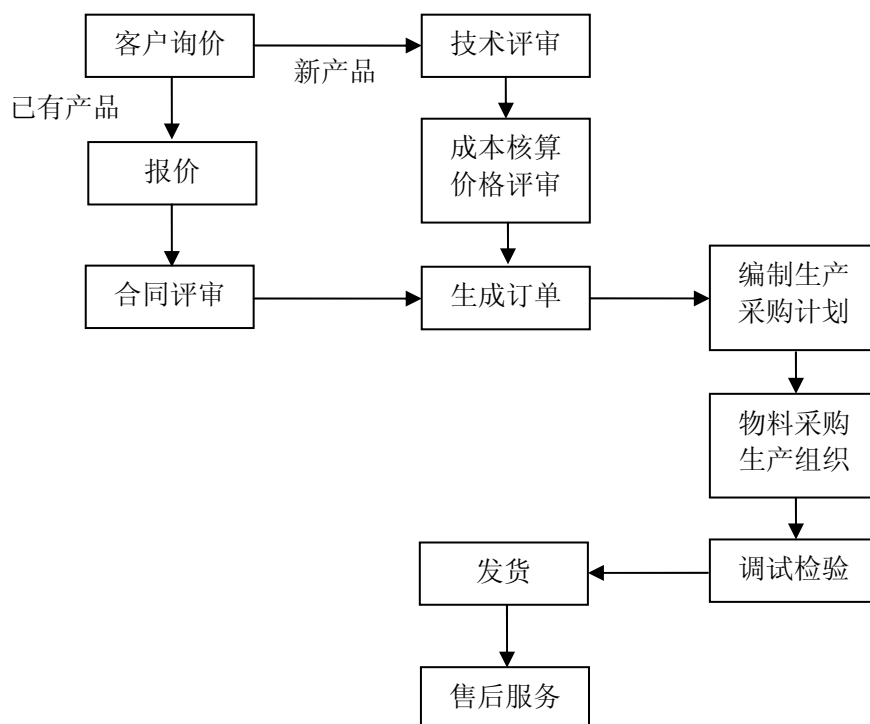 客户询价
技术评审
新产品
已有产品
成本核算
价格评审
报价
合同评审
生成订单
编制生产
采购计划
物料采购
生产组织
发货
调试检验
售后服务